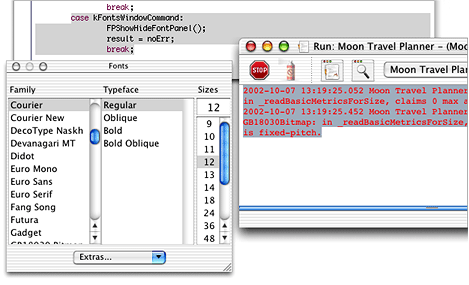 break;
case kFontsWindowCommand:
FPShowHideFontPanel();
result = noErr;
break;
Fonts
Family Typeface Sizes
Courier
Courier New
DecoType Naskh
Devanagari MT
Didot
Euro Mono
Euro Sans
Euro Serif
Fang Song
Futura
Gadget
GB18030 Bitmap
Regular
Oblique
Bold
Bold Oblique
12
9
10
11
12
13
14
18
24
36
48
Extras...
Run: Moon Travel Planner - (Mo
STOP
Moon Travel Plann
2002-10-07 13:19:25.052 Moon Travel Planne
in _readBasicMetricsForSize, claims 0 max a
2002-10-07 13:19:25.452 Moon Travel Planne
GB18030Bitmap: in _readBasicMetricsForSize,
is fixed-pitch.